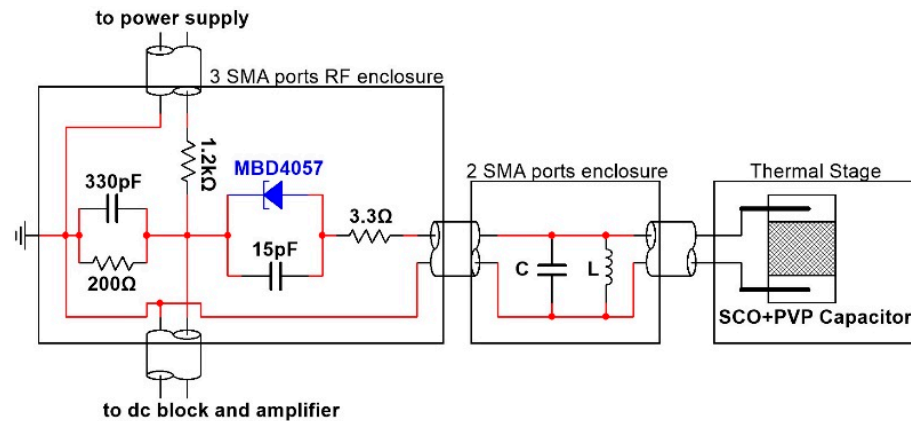 to power supply
3 SMA ports RF enclosure
1.2kΩ
MBD4057
330pF
3.3Ω
15pF
200Ω
2 SMA ports enclosure
C
L
Thermal Stage
SCO+PVP Capacitor
to dc block and amplifier